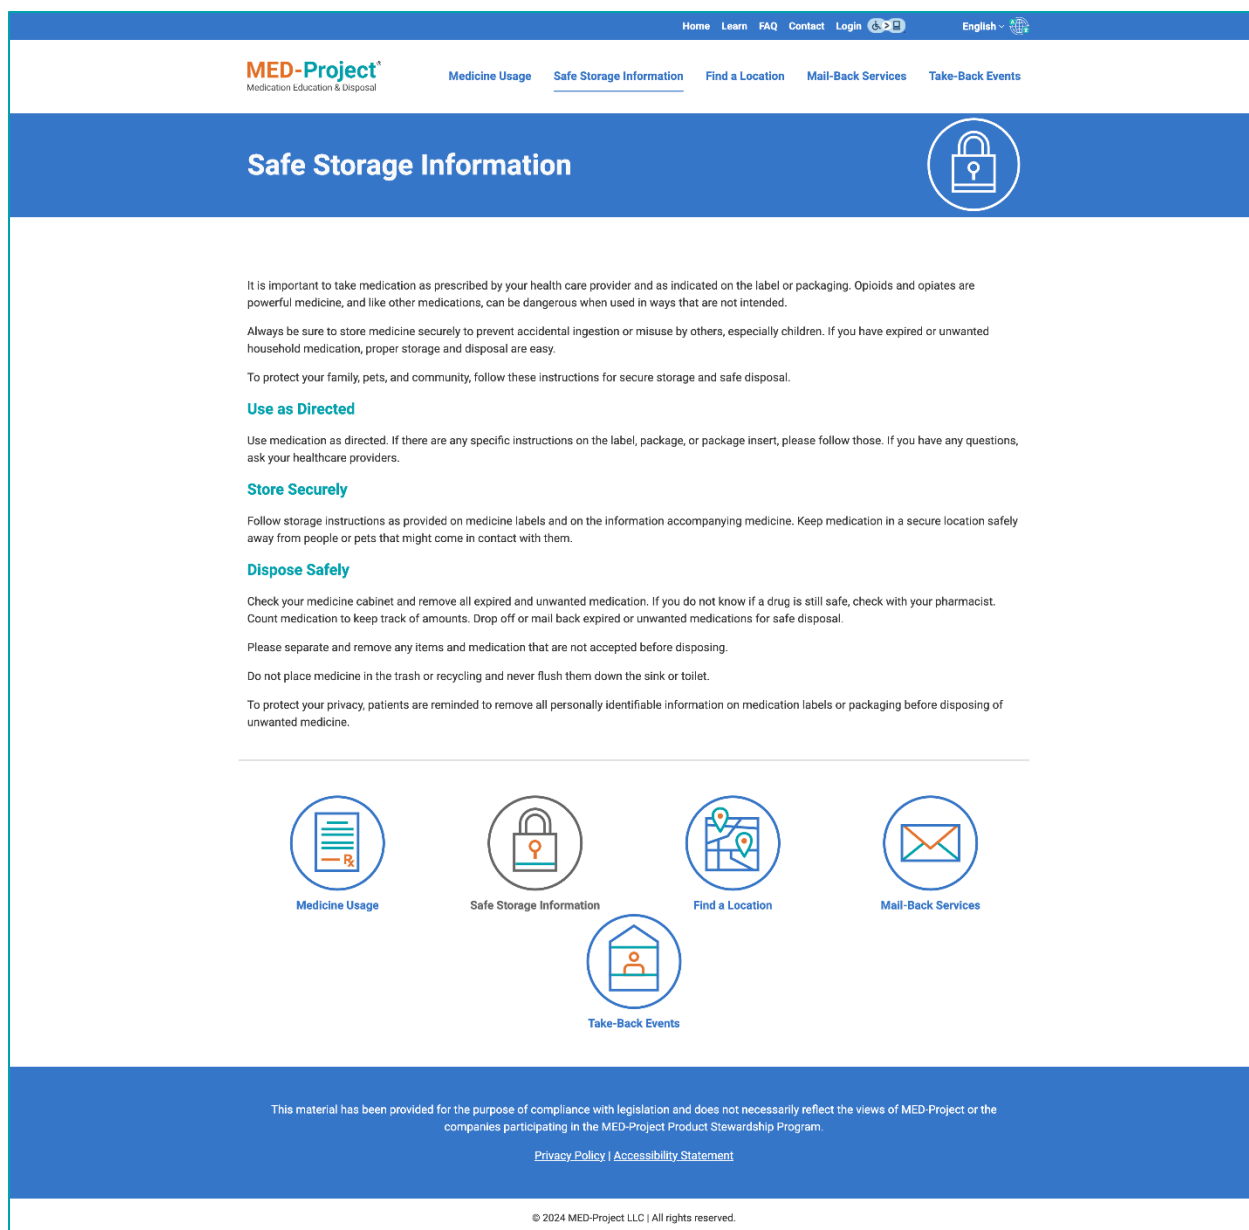 Home Learn FAQ Contact Login English
MED-Project®
Medication Education & Disposal
Medicine Usage Safe Storage Information Find a Location Mail-Back Services Take-Back Events
Safe Storage Information
It is important to take medication as prescribed by your health care provider and as indicated on the label or packaging. Opioids and opiates are
powerful medicine, and like other medications, can be dangerous when used in ways that are not intended.
Always be sure to store medicine securely to prevent accidental ingestion or misuse by others, especially children. If you have expired or unwanted
household medication, proper storage and disposal are easy.
To protect your family, pets, and community, follow these instructions for secure storage and safe disposal.
Use as Directed
Use medication as directed. If there are any specific instructions on the label, package, or package insert, please follow those. If you have any questions,
ask your healthcare providers.
Store Securely
Follow storage instructions as provided on medicine labels and on the information accompanying medicine. Keep medication in a secure location safely
away from people or pets that might come in contact with them.
Dispose Safely
Check your medicine cabinet and remove all expired and unwanted medication. If you do not know if a drug is still safe, check with your pharmacist.
Count medication to keep track of amounts. Drop off or mail back expired or unwanted medications for safe disposal.
Please separate and remove any items and medication that are not accepted before disposing.
Do not place medicine in the trash or recycling and never flush them down the sink or toilet.
To protect your privacy, patients are reminded to remove all personally identifiable information on medication labels or packaging before disposing of
unwanted medicine.
Rx
Medicine Usage Safe Storage Information Find a Location Mail-Back Services
Take-Back Events
This material has been provided for the purpose of compliance with legislation and does not necessarily reflect the views of MED-Project or the
companies participating in the MED-Project Product Stewardship Program.
Privacy Policy | Accessibility Statement
© 2024 MED-Project LLC | All rights reserved.